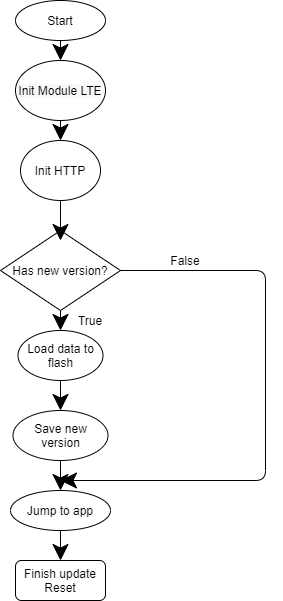 Start
Init Module LTE
Init HTTP
Has new version?
False
True
Load data to
flash
Save new
version
Jump to app
Finish update
Reset